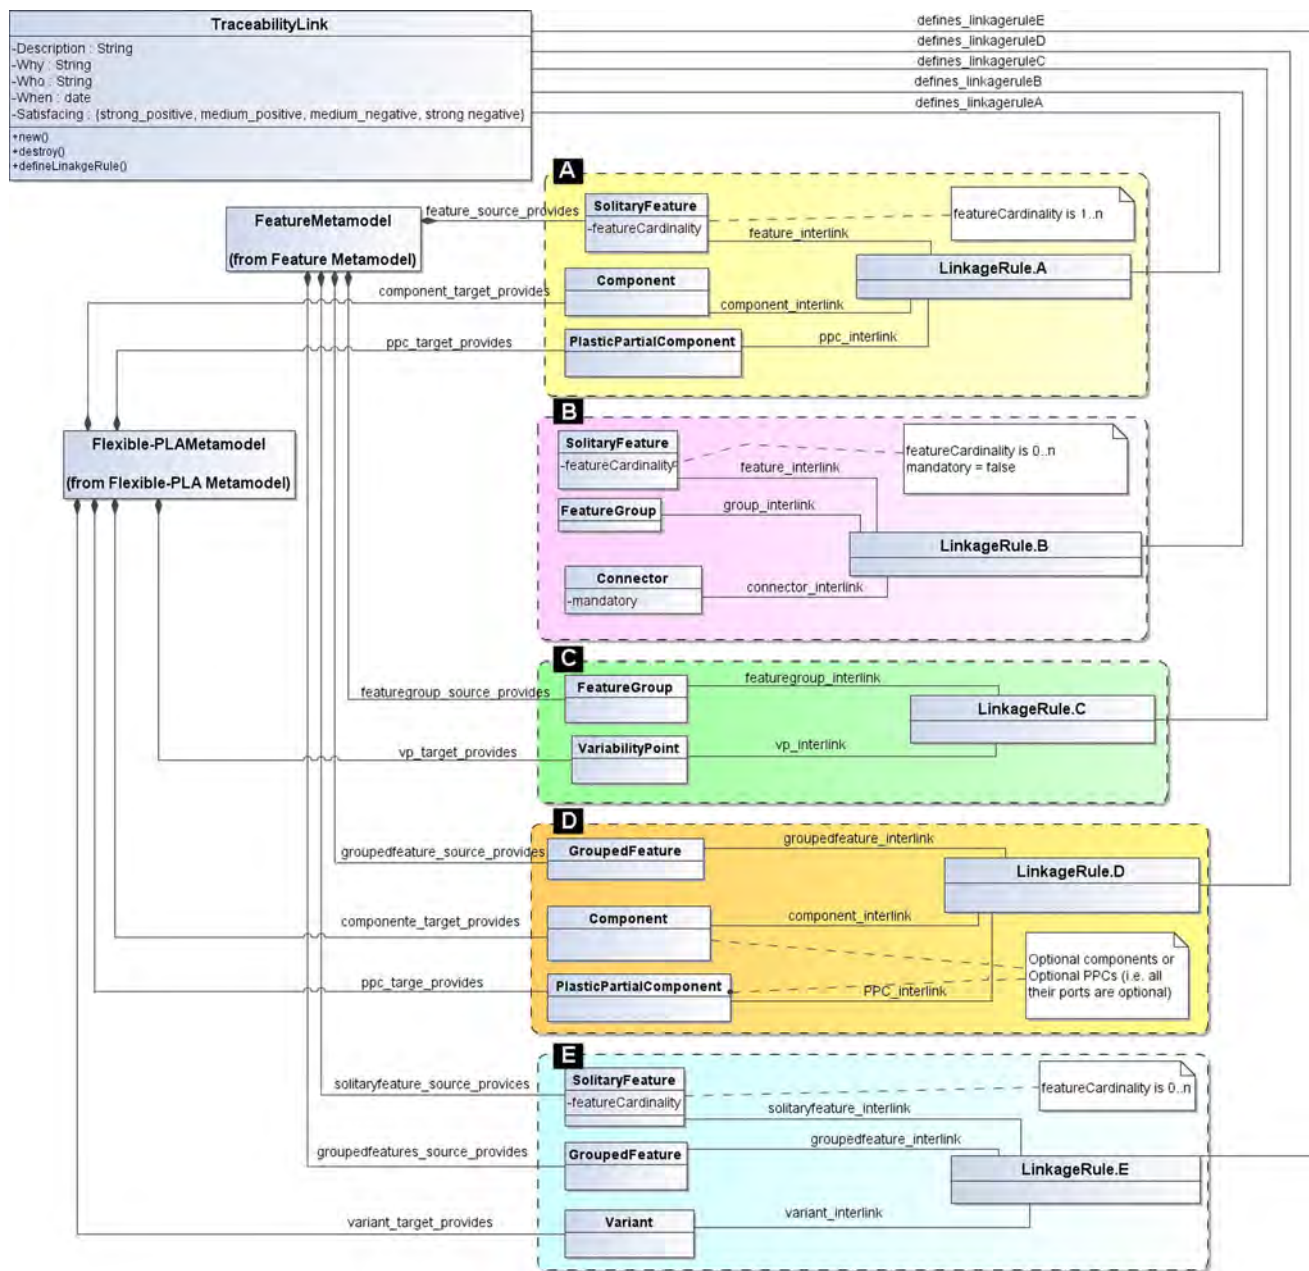 TraceabilityLink
-Description : String
-Why : String
-Who : String
-When : date
-Satisfacing : {strong_positive, medium_positive, medium_negative, strong negative}
+new()
+destroy()
+defineLinakgeRule()
defines_linkageruleE
defines_linkageruleD
defines_linkageruleC
defines_linkageruleB
defines_linkageruleA
FeatureMetamodel
(from Feature Metamodel)
Flexible-PLAMetamodel
(from Flexible-PLA Metamodel)
feature_source_provides
component_target_provides
ppc_target_provides
A
SolitaryFeature
-featureCardinality
featureCardinality is 1..n
feature_interlink
LinkageRule.A
Component
component_interlink
PlasticPartialComponent
ppc_interlink
B
SolitaryFeature
-featureCardinality
featureCardinality is 0..n
mandatory = false
feature_interlink
FeatureGroup
group_interlink
LinkageRule.B
Connector
-mandatory
connector_interlink
C
featuregroup_source_provides
FeatureGroup
featuregroup_interlink
LinkageRule.C
vp_target_provides
VariabilityPoint
vp_interlink
D
groupedfeature_source_provides
GroupedFeature
groupedfeature_interlink
LinkageRule.D
componente_target_provides
Component
component_interlink
Optional components or
Optional PPCs (i.e. all
their ports are optional)
ppc_targe_provides
PlasticPartialComponent
PPC_interlink
E
solitaryfeature_source_provices
SolitaryFeature
-featureCardinality
featureCardinality is 0..n
solitaryfeature_interlink
groupedfeatures_source_provides
GroupedFeature
groupedfeature_interlink
LinkageRule.E
variant_target_provides
Variant
variant_interlink